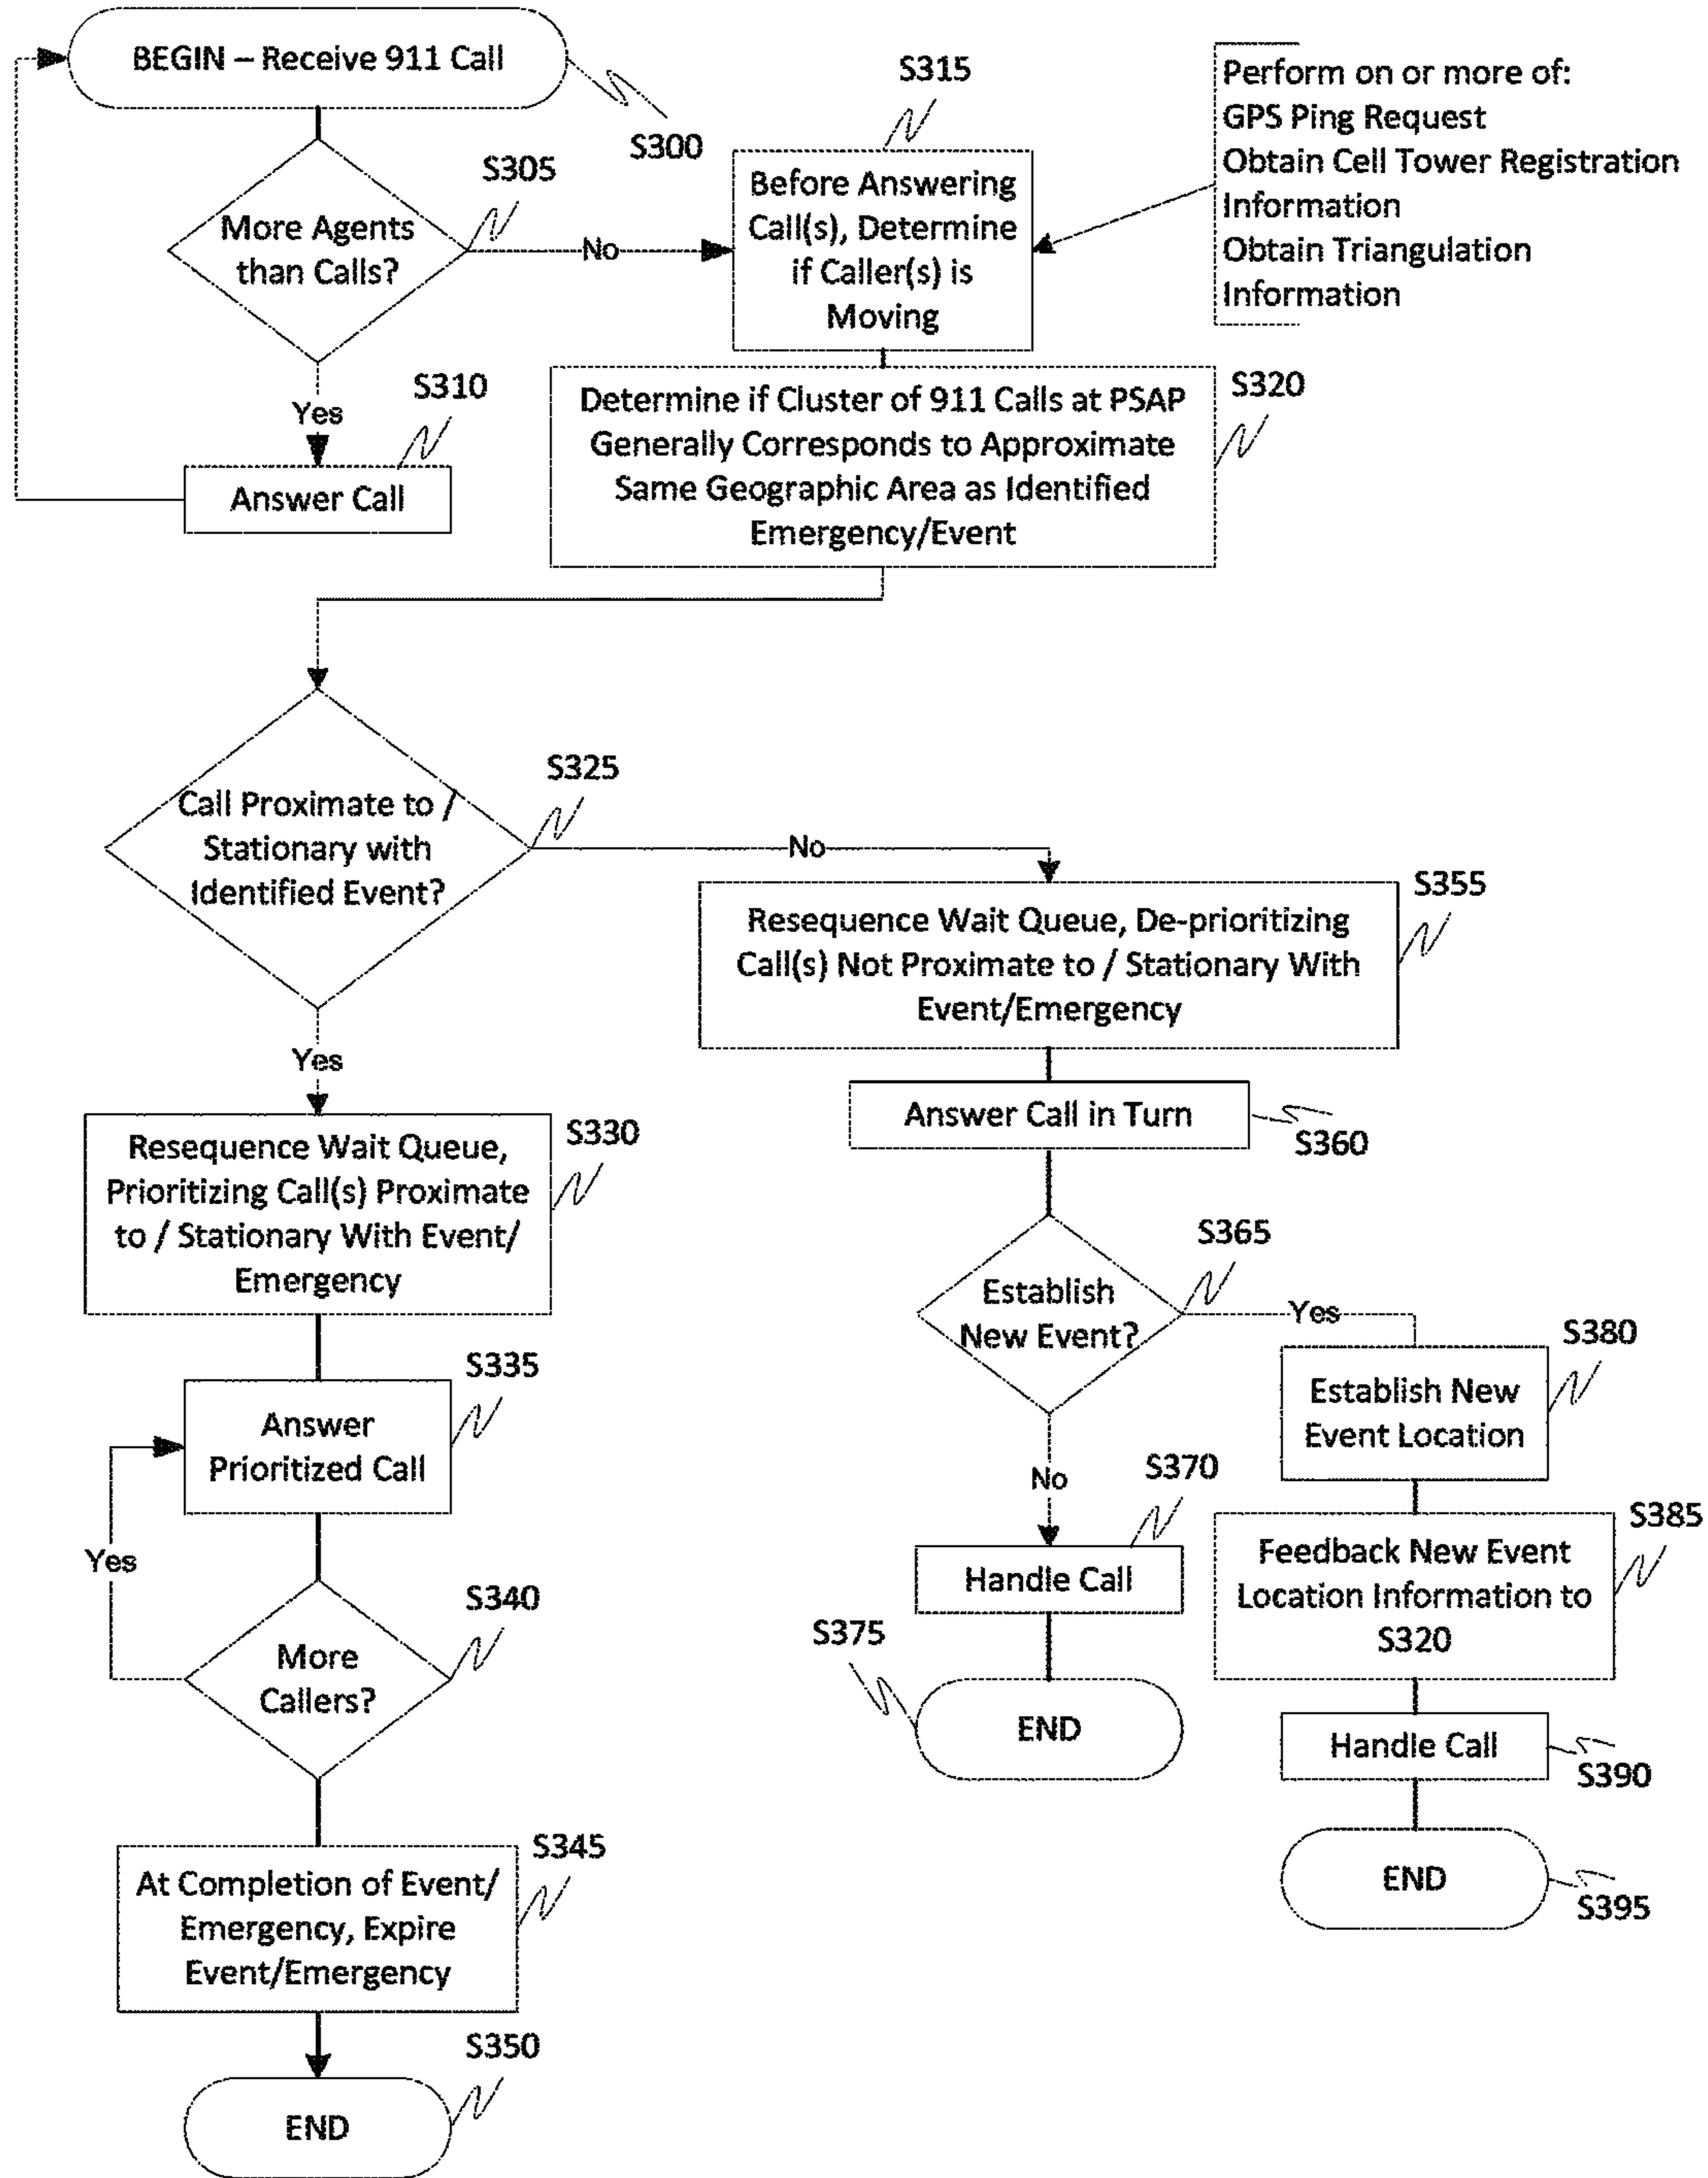 BEGIN – Receive 911 Call
S300
S305
More Agents
than Calls?
No
Yes
S310
Answer Call
S315
Before Answering
Call(s), Determine
if Caller(s) is
Moving
Perform on or more of:
GPS Ping Request
Obtain Cell Tower Registration
Information
Obtain Triangulation
Information
S320
Determine if Cluster of 911 Calls at PSAP
Generally Corresponds to Approximate
Same Geographic Area as Identified
Emergency/Event
S325
Call Proximate to /
Stationary with
Identified Event?
No
Yes
S330
Resequence Wait Queue,
Prioritizing Call(s) Proximate
to / Stationary With Event/
Emergency
S335
Answer
Prioritized Call
Yes
S340
More
Callers?
S345
At Completion of Event/
Emergency, Expire
Event/Emergency
S350
END
S355
Resequence Wait Queue, De-prioritizing
Call(s) Not Proximate to / Stationary With
Event/Emergency
Answer Call in Turn
S360
S365
Establish
New Event?
Yes
No
S370
Handle Call
S375
END
S380
Establish New
Event Location
S385
Feedback New Event
Location Information to
S320
Handle Call
S390
END
S395